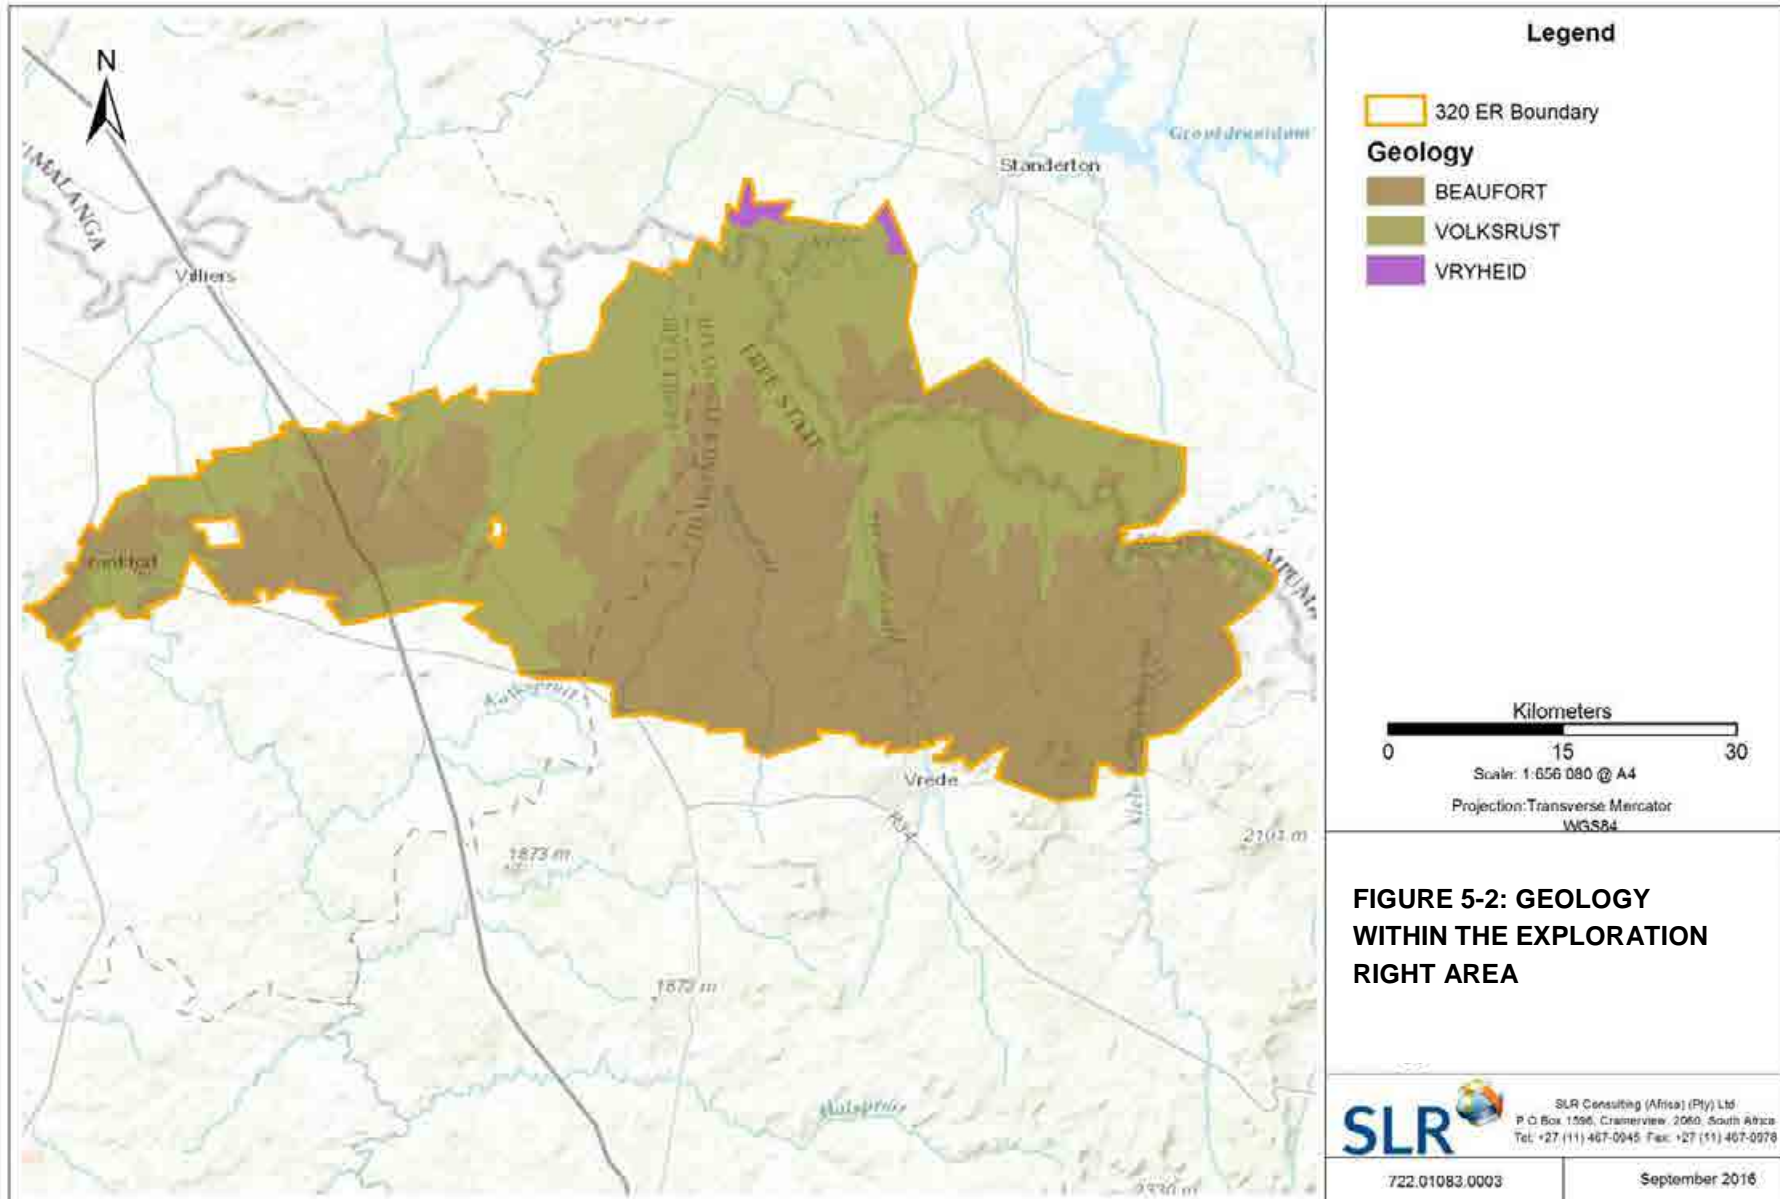 N
Standerton
Villiers
FREE STATE
Vrede
R34
1873 m
1872 m
2101 m
2330 m
Legend
320 ER Boundary
Geology
BEAUFORT
VOLKSRUST
VRYHEID
Kilometers
0 15 30
Scale: 1:656 080 @ A4
Projection:Transverse Mercator
WGS84
FIGURE 5-2: GEOLOGY
WITHIN THE EXPLORATION
RIGHT AREA
SLR
SLR Consulting (Africa) (Pty) Ltd
P O Box 1596, Cramerview, 2060, South Africa
Tel: +27 (11) 467-0945 Fax: +27 (11) 467-0978
722.01083.0003
September 2016